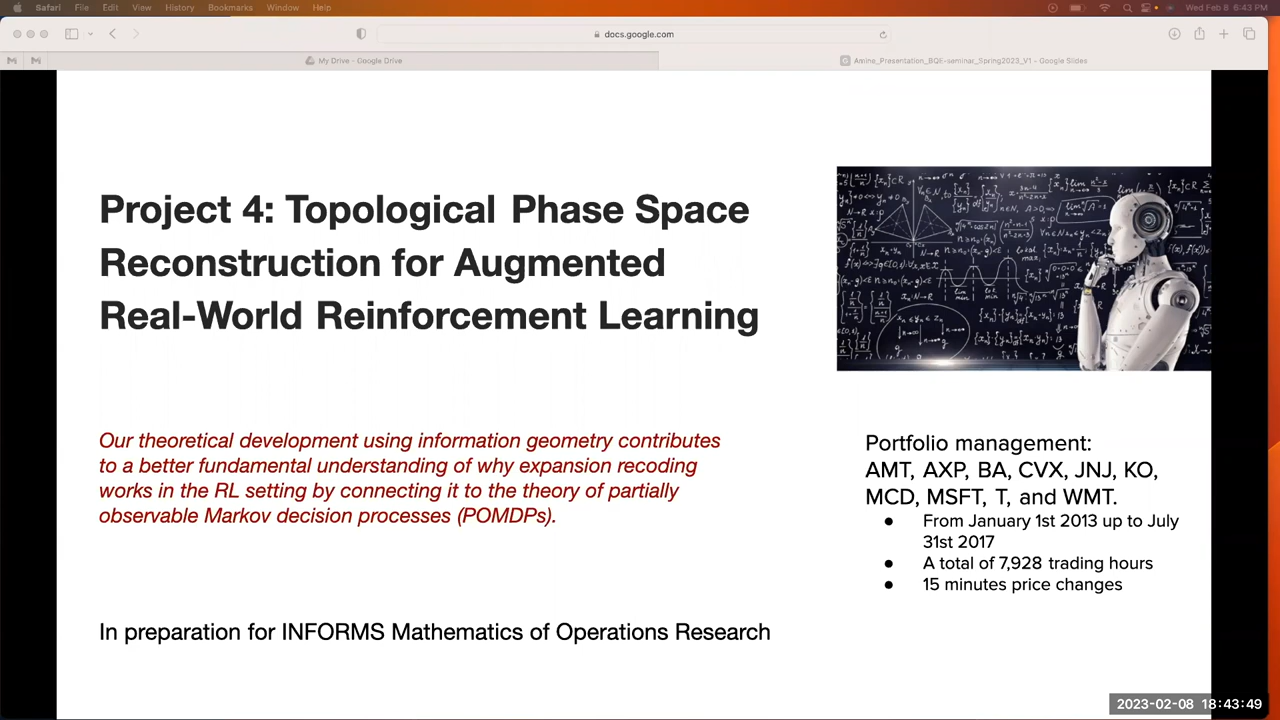 Safari File Edit View History Bookmarks Window Help Wed Feb 8 6:43 PM
docs.google.com
My Drive - Google Drive
Amine_Presentation_BQE-seminar_Spring2023_V1 - Google Slides
Project 4: Topological Phase Space
Reconstruction for Augmented
Real-World Reinforcement Learning
Our theoretical development using information geometry contributes
to a better fundamental understanding of why expansion recoding
works in the RL setting by connecting it to the theory of partially
observable Markov decision processes (POMDPs).
Portfolio management:
AMT, AXP, BA, CVX, JNJ, KO,
MCD, MSFT, T, and WMT.
● From January 1st 2013 up to July
31st 2017
● A total of 7,928 trading hours
● 15 minutes price changes
In preparation for INFORMS Mathematics of Operations Research
2023-02-08 18:43:49